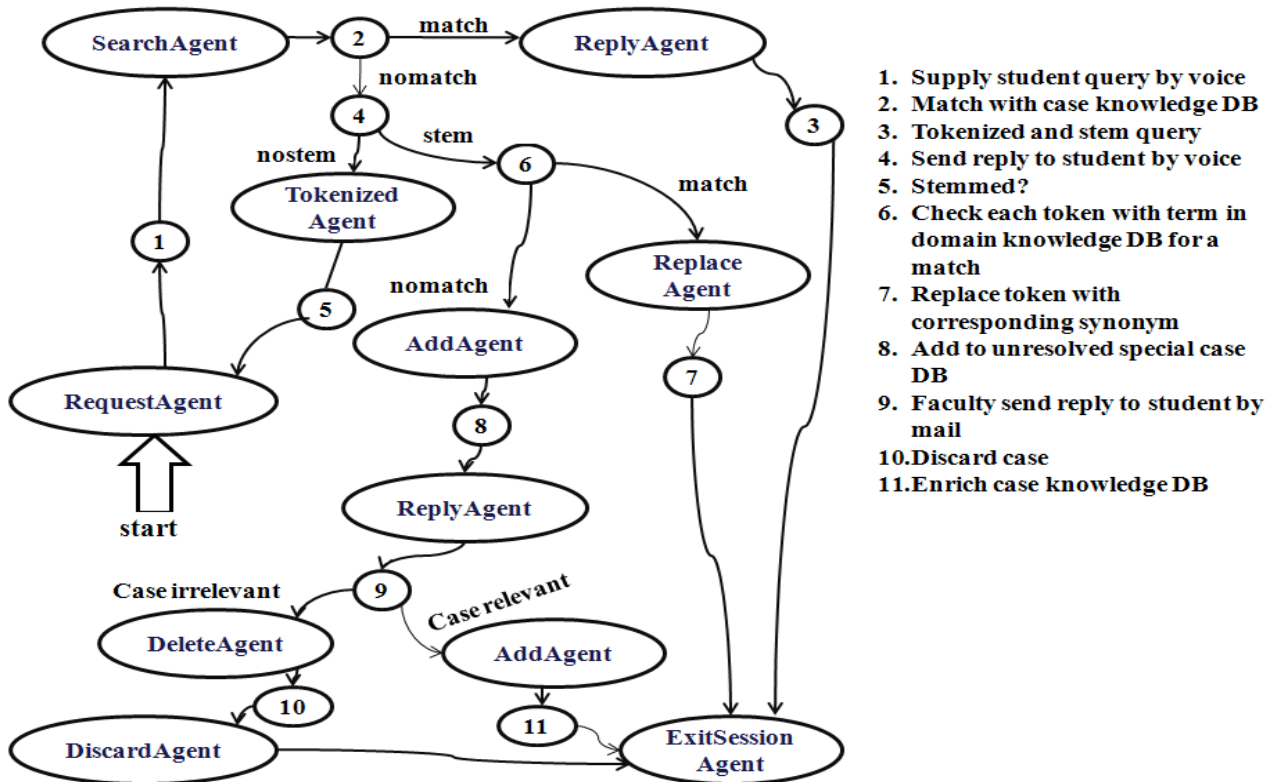 SearchAgent
2
match
ReplyAgent
nomatch
4
stem
3
nostem
6
Tokenized
Agent
match
1
Replace
Agent
nomatch
5
AddAgent
7
RequestAgent
8
start
ReplyAgent
Case irrelevant
9
Case relevant
DeleteAgent
AddAgent
10
11
DiscardAgent
ExitSession
Agent
1. Supply student query by voice
2. Match with case knowledge DB
3. Tokenized and stem query
4. Send reply to student by voice
5. Stemmed?
6. Check each token with term in
domain knowledge DB for a
match
7. Replace token with
corresponding synonym
8. Add to unresolved special case
DB
9. Faculty send reply to student by
mail
10.Discard case
11.Enrich case knowledge DB